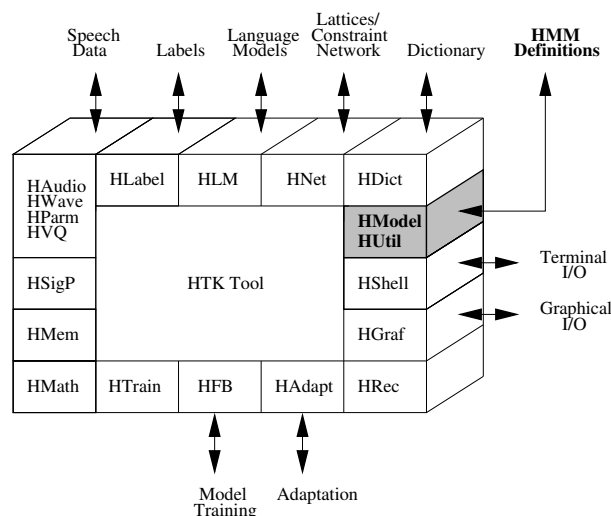 Speech
Data
Labels
Language
Models
Lattices/
Constraint
Network
Dictionary
HMM
Definitions
HAudio
HWave
HParm
HVQ
HLabel
HLM
HNet
HDict
HModel
HUtil
HSigP
HTK Tool
HShell
Terminal
I/O
HMem
HGraf
Graphical
I/O
HMath
HTrain
HFB
HAdapt
HRec
Model
Training
Adaptation